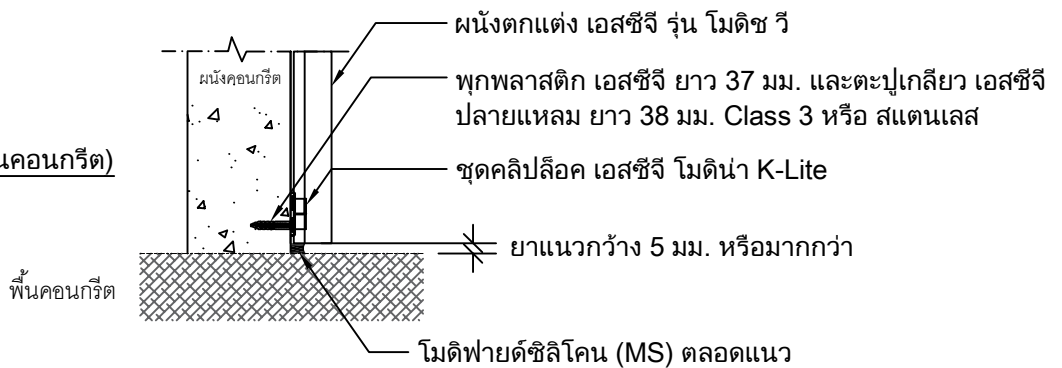 ผนังตกแต่ง เอสซีจี รุ่น โมดิช วี
ผนังคอนกรีต
พุกพลาสติก เอสซีจี ยาว 37 มม. และตะปูเกลียว เอสซีจี
ปลายแหลม ยาว 38 มม. Class 3 หรือ สแตนเลส
นคอนกรีต)
ชุดคลิปล็อค เอสซีจี โมดิน่า K-Lite
ยาแนวกว้าง 5 มม. หรือมากกว่า
พื้นคอนกรีต
โมดิฟายด์ซิลิโคน (MS) ตลอดแนว